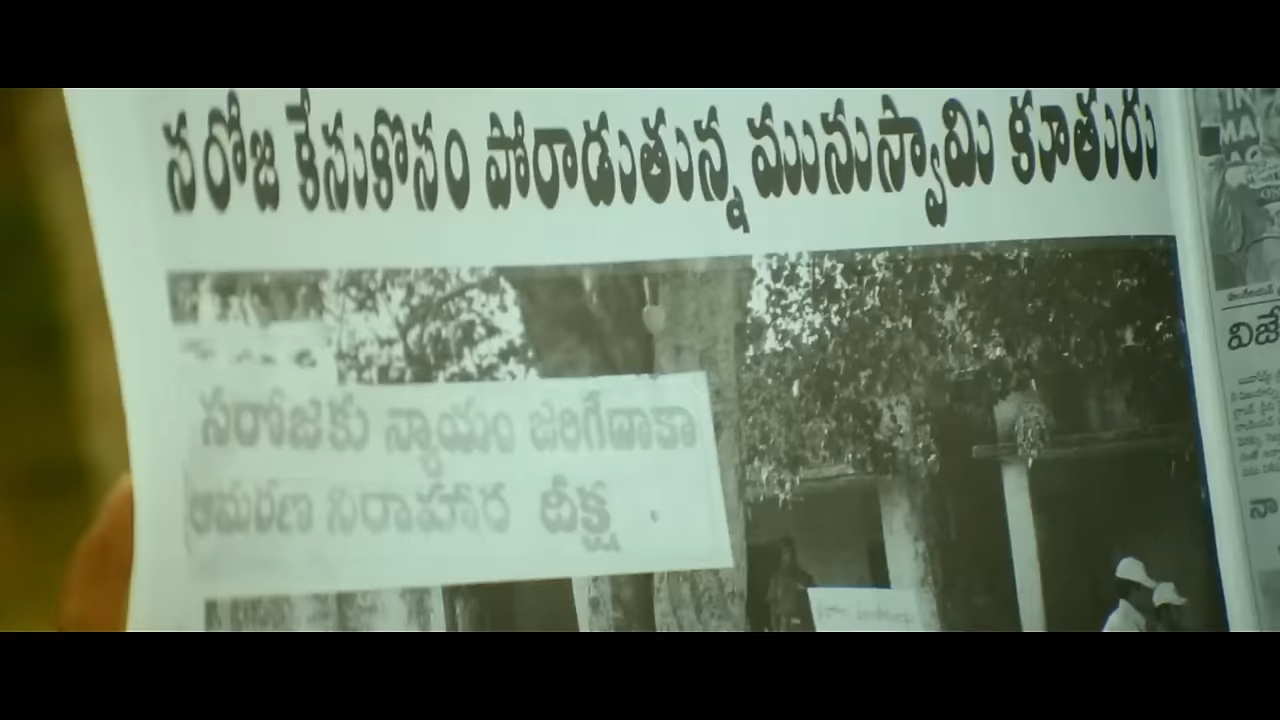 సరోజ కేసుకొసం పోరాడుతున్న మునుస్వామి కూతురు
సరోజకు న్యాయం జరిగేదాకా
ఆమరణ నిరాహార దీక్ష
విజే
నా